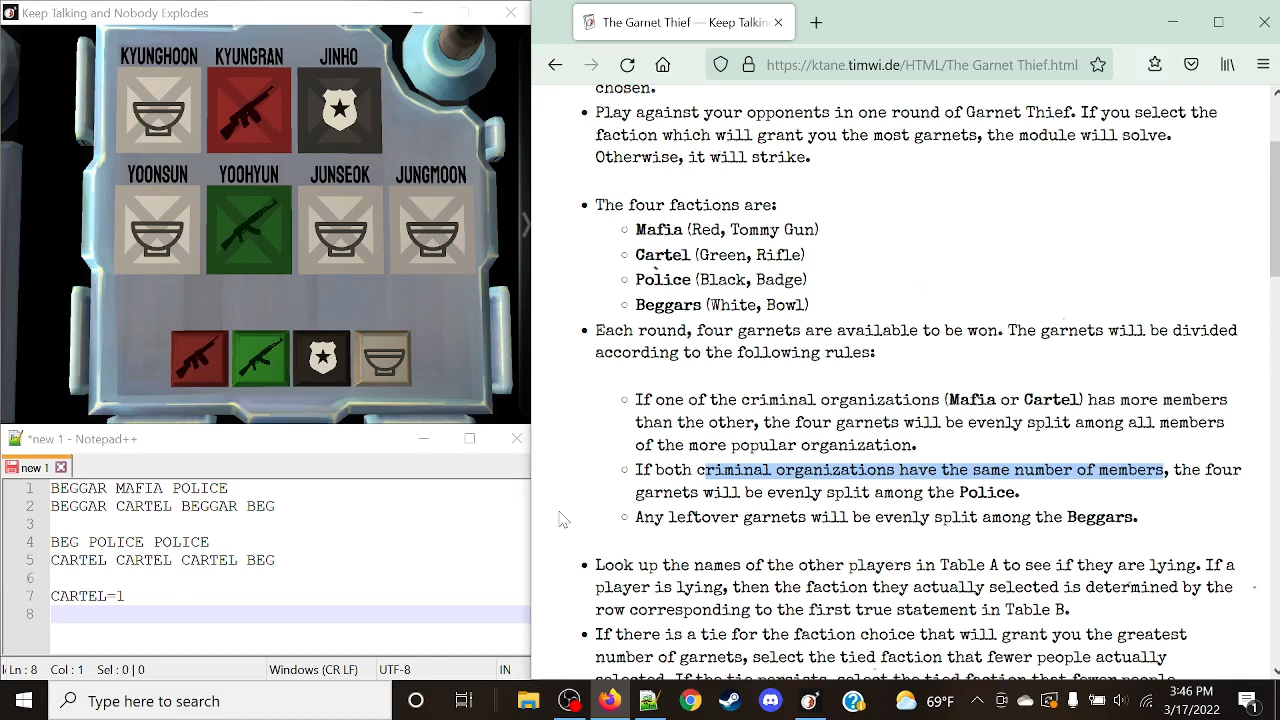 Keep Talking and Nobody Explodes
KYUNGHOON KYUNGRAN JINHO
YOONSUN YOOHYUN JUNSEOK JUNGMOON
*new 1 - Notepad++
new 1
1 BEGGAR MAFIA POLICE
2 BEGGAR CARTEL BEGGAR BEG
3
4 BEG POLICE POLICE
5 CARTEL CARTEL CARTEL BEG
6
7 CARTEL=1
8
Ln : 8 Col : 1 Sel : 0 | 0 Windows (CR LF) UTF-8 IN
The Garnet Thief — Keep Talkin
https://ktane.timwi.de/HTML/The Garnet Thief.html
chosen.
• Play against your opponents in one round of Garnet Thief. If you select the
faction which will grant you the most garnets, the module will solve.
Otherwise, it will strike.
• The four factions are:
○ Mafia (Red, Tommy Gun)
○ Cartel (Green, Rifle)
○ Police (Black, Badge)
○ Beggars (White, Bowl)
• Each round, four garnets are available to be won. The garnets will be divided
according to the following rules:
○ If one of the criminal organizations (Mafia or Cartel) has more members
than the other, the four garnets will be evenly split among all members
of the more popular organization.
○ If both criminal organizations have the same number of members, the four
garnets will be evenly split among the Police.
○ Any leftover garnets will be evenly split among the Beggars.
• Look up the names of the other players in Table A to see if they are lying. If a
player is lying, then the faction they actually selected is determined by the
row corresponding to the first true statement in Table B.
• If there is a tie for the faction choice that will grant you the greatest
number of garnets, select the tied faction that fewer people actually
selected. If the tie persists, select the tied faction that fewer people
Type here to search
69°F
3:46 PM
3/17/2022
1